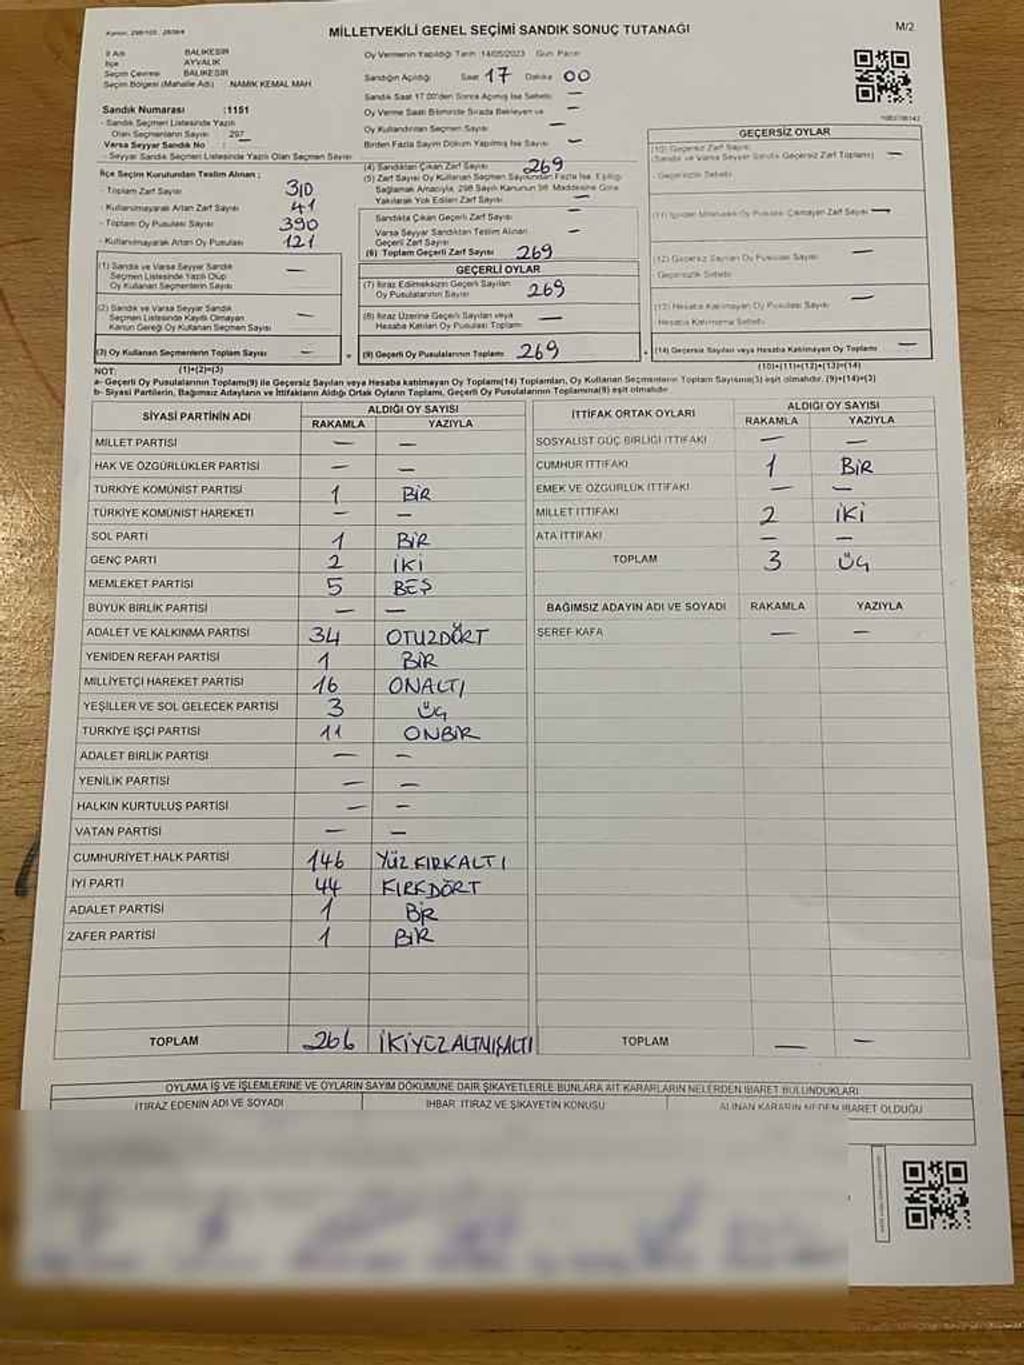 MİLLETVEKİLİ GENEL SEÇİMİ SANDIK SONUÇ TUTANAĞI
M/2
İl Adı BALIKESİR
İlçe AYVALIK
Seçim Çevresi BALIKESİR
Seçim Bölgesi (Mahalle Adı) NAMIK KEMAL MAH
Sandık Numarası :1151
- Sandık Seçmen Listesinde Yazılı
Olan Seçmenlerin Sayısı 297
Varsa Seyyar Sandık No : —
- Seyyar Sandık Seçmen Listesinde Yazılı Olan Seçmen Sayısı
İlçe Seçim Kurulundan Teslim Alınan ;
- Toplam Zarf Sayısı 310
- Kullanılmayarak Artan Zarf Sayısı 41
- Toplam Oy Pusulası 390
- Kullanılmayarak Artan Oy Pusulası 121
(1) Sandık ve Varsa Seyyar Sandık
Seçmen Listesinde Yazılı Olup
Oy Kullanan Seçmenlerin Sayısı —
(2) Sandık ve Varsa Seyyar Sandık
Seçmen Listesinde Kayıtlı Olmayan
Kanun Gereği Oy Kullanan Seçmen Sayısı —
(3) Oy Kullanan Seçmenlerin Toplam Sayısı —
(1)+(2)=(3)
Oy Vermenin Yapıldığı Tarih :14/05/2023 Gün Pazar
Sandığın Açıldığı Saat 17 Dakika 00
Sandık Saat 17.00'den Sonra Açılmış İse Sebebi —
Oy Verme Saati Bitiminde Sırada Bekleyen ve —
Oy Kullandırılan Seçmen Sayısı —
Birden Fazla Sayım Döküm Yapılmış İse Sayısı —
(4) Sandıktan Çıkan Zarf Sayısı 269
(5) Zarf Sayısı Oy Kullanan Seçmen Sayısından Fazla İse, Eşitliği
Sağlamak Amacıyla, 298 Sayılı Kanunun 98. Maddesine Göre
Yakılarak Yok Edilen Zarf Sayısı —
Sandıkta Çıkan Geçerli Zarf Sayısı —
Varsa Seyyar Sandıktan Teslim Alınan
Geçerli Zarf Sayısı —
(6) Toplam Geçerli Zarf Sayısı 269
GEÇERLİ OYLAR
(7) İtiraz Edilmeksizin Geçerli Sayılan
Oy Pusulalarının Sayısı 269
(8) İtiraz Üzerine Geçerli Sayılan veya
Hesaba Katılan Oy Pusulası Toplamı —
(9) Geçerli Oy Pusulalarının Toplamı 269
GEÇERSİZ OYLAR
(10) Geçersiz Zarf Sayısı
(Sandık ve Varsa Seyyar Sandık Geçersiz Zarf Toplamı) —
- Geçersizlik Sebebi
(12) Geçersiz Sayılan Oy Pusulası Sayısı —
Geçersizlik Sebebi
(13) Hesaba Katılmayan Oy Pusulası Sayısı —
Hesaba Katılmama Sebebi
(14) Geçersiz Sayılan veya Hesaba Katılmayan Oy Toplamı —
(10)+(11)+(12)+(13)=(14)
NOT:
a- Geçerli Oy Pusulalarının Toplamı(9) ile Geçersiz Sayılan veya Hesaba katılmayan Oy Toplamı(14) Toplamları, Oy Kullanan Seçmenlerin Toplam Sayısına(3) eşit olmalıdır. (9)+(14)=(3)
b- Siyasi Partilerin, Bağımsız Adayların ve İttifakların Aldığı Ortak Oyların Toplamı, Geçerli Oy Pusulalarının Toplamına(9) eşit olmalıdır
SİYASİ PARTİNİN ADI ALDIĞI OY SAYISI
RAKAMLA YAZIYLA
MİLLET PARTİSİ — —
HAK VE ÖZGÜRLÜKLER PARTİSİ — —
TÜRKİYE KOMÜNİST PARTİSİ 1 BİR
TÜRKİYE KOMÜNİST HAREKETİ — —
SOL PARTİ 1 BİR
GENÇ PARTİ 2 İKİ
MEMLEKET PARTİSİ 5 BEŞ
BÜYÜK BİRLİK PARTİSİ — —
ADALET VE KALKINMA PARTİSİ 34 OTUZDÖRT
YENİDEN REFAH PARTİSİ 1 BİR
MİLLİYETÇİ HAREKET PARTİSİ 16 ONALTI
YEŞİLLER VE SOL GELECEK PARTİSİ 3 ÜÇ
TÜRKİYE İŞÇİ PARTİSİ 11 ONBİR
ADALET BİRLİK PARTİSİ — —
YENİLİK PARTİSİ — —
HALKIN KURTULUŞ PARTİSİ — —
VATAN PARTİSİ — —
CUMHURİYET HALK PARTİSİ 146 YÜZ KIRKALTI
İYİ PARTİ 44 KIRKDÖRT
ADALET PARTİSİ 1 BİR
ZAFER PARTİSİ 1 BİR
TOPLAM 266 İKİYÜZALTMIŞALTI
İTTİFAK ORTAK OYLARI ALDIĞI OY SAYISI
RAKAMLA YAZIYLA
SOSYALİST GÜÇ BİRLİĞİ İTTİFAKI — —
CUMHUR İTTİFAKI 1 BİR
EMEK VE ÖZGÜRLÜK İTTİFAKI — —
MİLLET İTTİFAKI 2 İKİ
ATA İTTİFAKI — —
TOPLAM 3 ÜÇ
BAĞIMSIZ ADAYIN ADI VE SOYADI RAKAMLA YAZIYLA
ŞEREF KAFA — —
TOPLAM — —
OYLAMA İŞ VE İŞLEMLERİNE VE OYLARIN SAYIM DÖKÜMÜNE DAİR ŞİKAYETLERLE BUNLARA AİT KARARLARIN NELERDEN İBARET BULUNDUKLARI
İTİRAZ EDENİN ADI VE SOYADI
İHBAR İTİRAZ VE ŞİKAYETİN KONUSU
ALINAN KARARIN NEDEN İBARET OLDUĞU